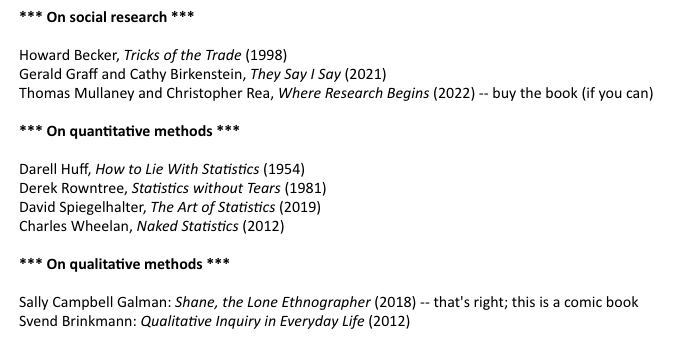 *** On social research ***
Howard Becker, Tricks of the Trade (1998)
Gerald Graff and Cathy Birkenstein, They Say I Say (2021)
Thomas Mullaney and Christopher Rea, Where Research Begins (2022) -- buy the book (if you can)
*** On quantitative methods ***
Darell Huff, How to Lie With Statistics (1954)
Derek Rowntree, Statistics without Tears (1981)
David Spiegelhalter, The Art of Statistics (2019)
Charles Wheelan, Naked Statistics (2012)
*** On qualitative methods ***
Sally Campbell Galman: Shane, the Lone Ethnographer (2018) -- that's right; this is a comic book
Svend Brinkmann: Qualitative Inquiry in Everyday Life (2012)